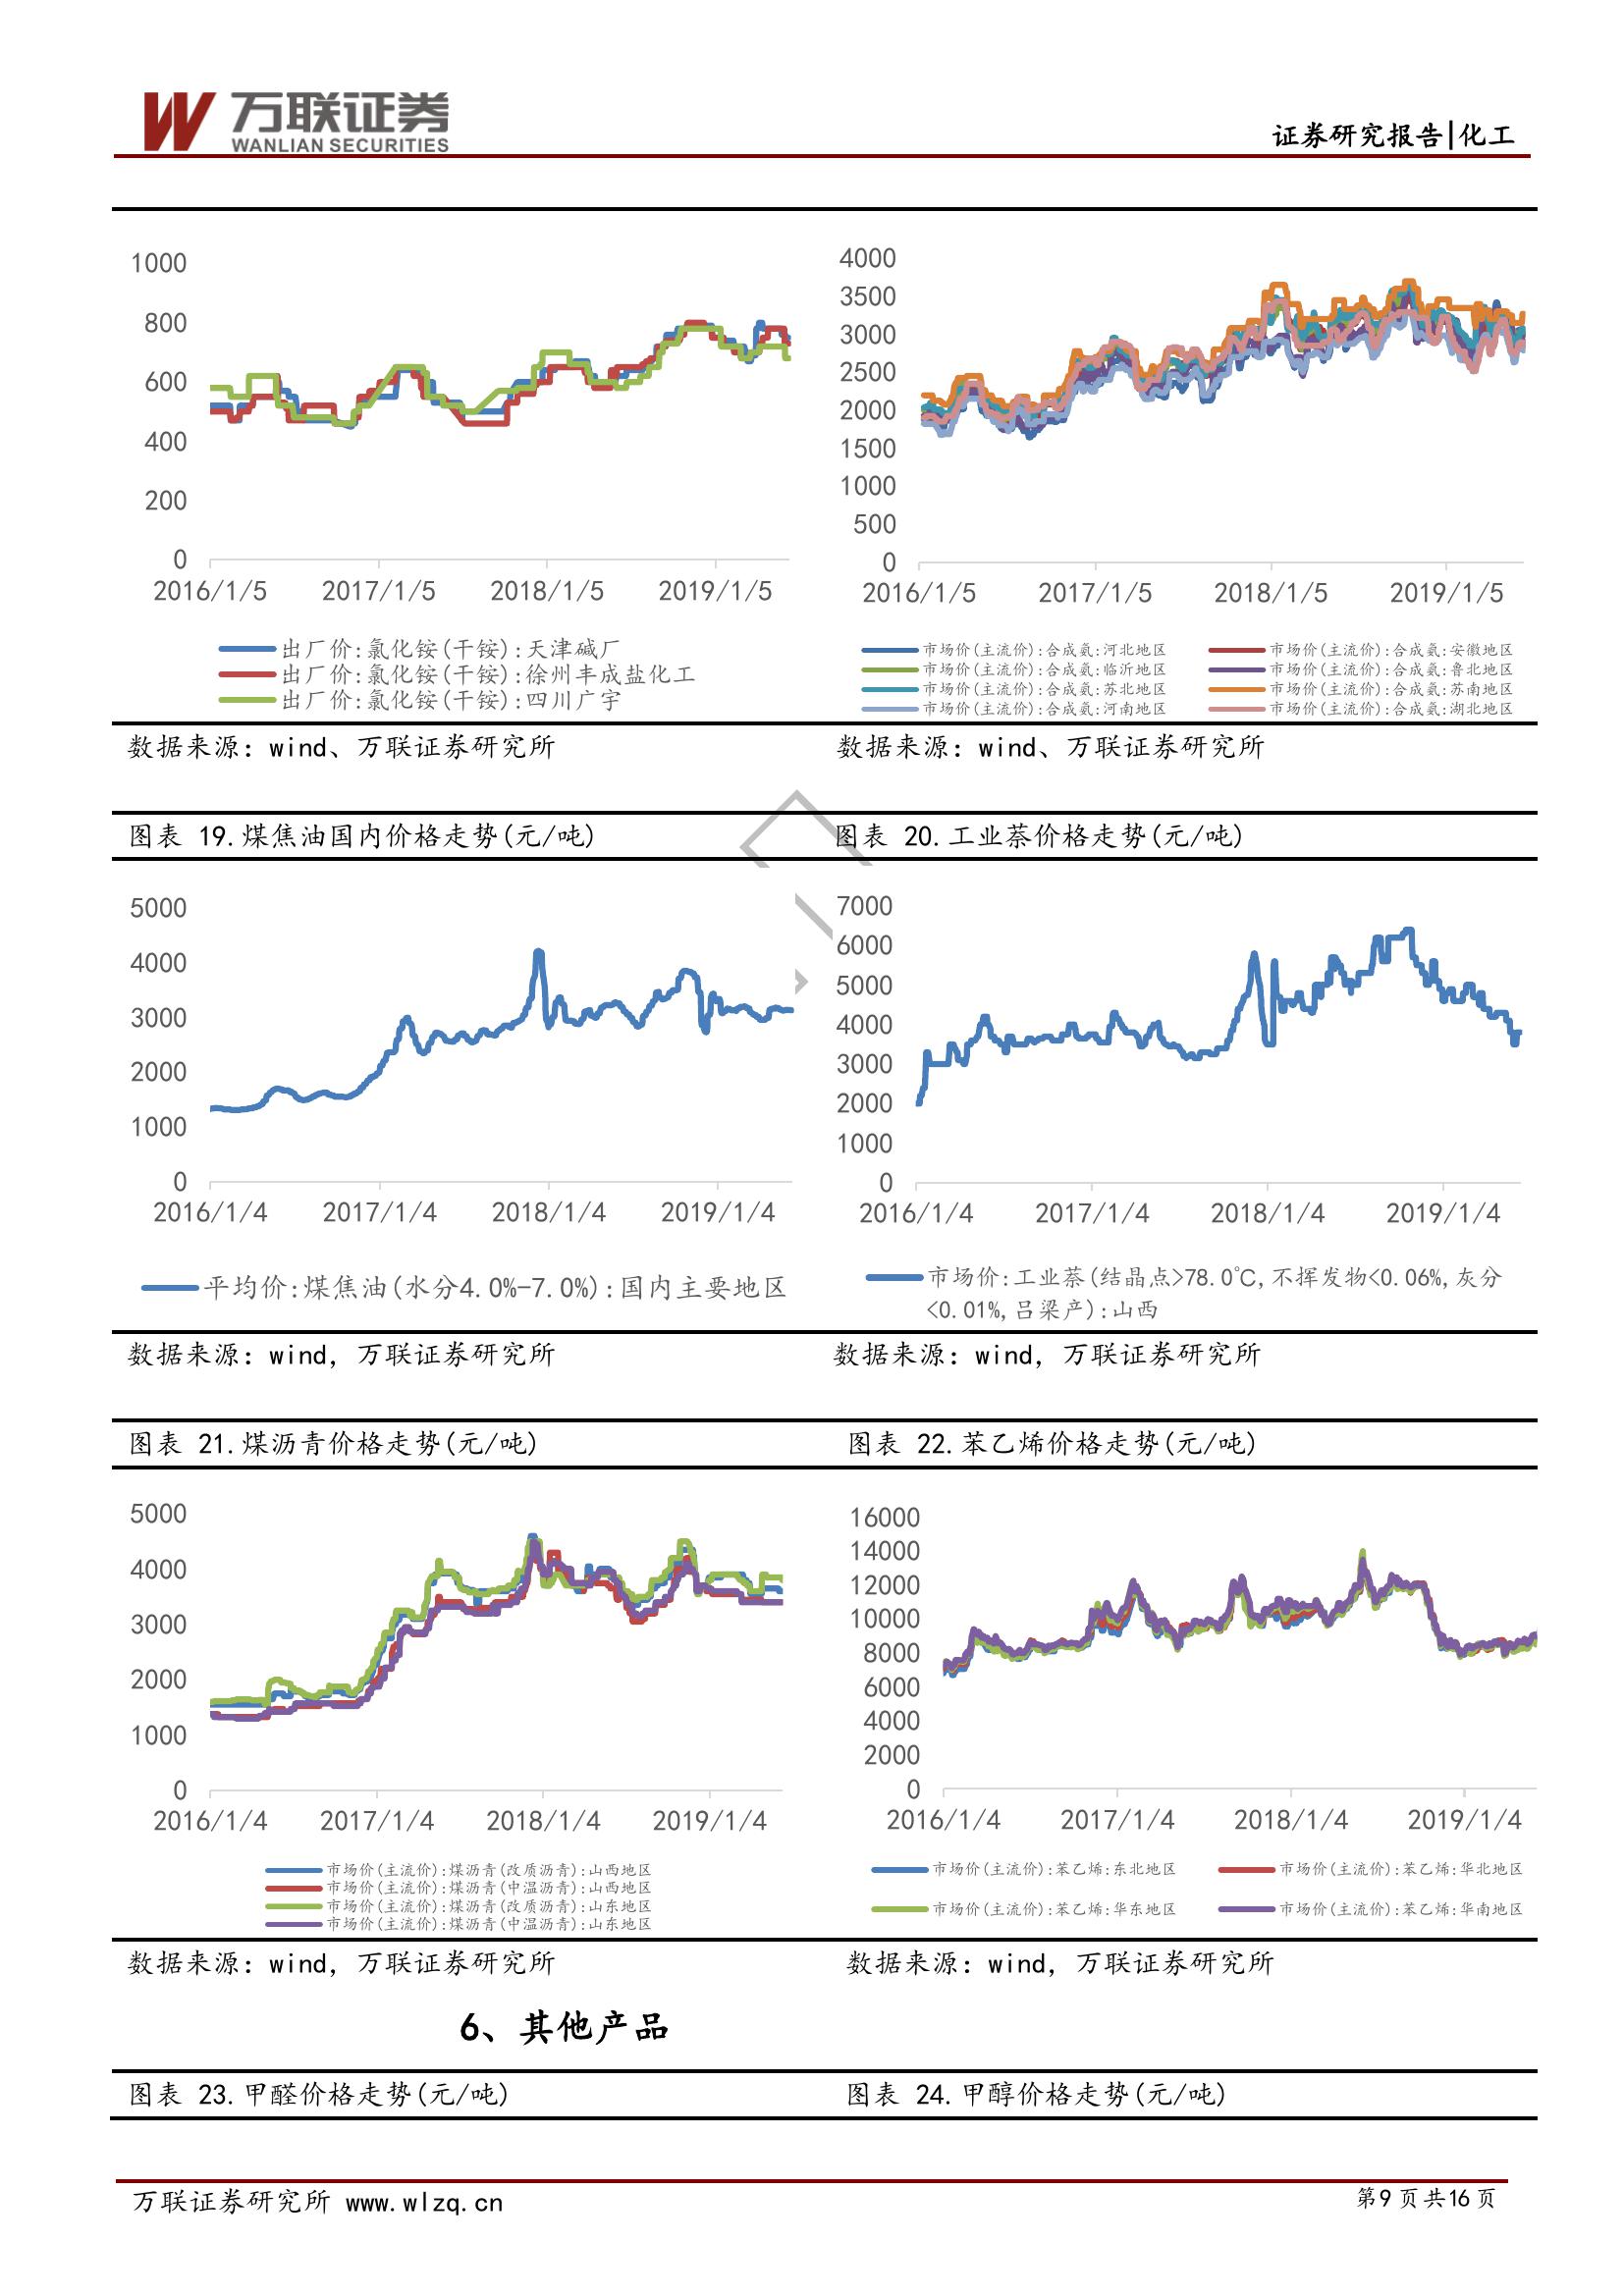 万联证券
WANLIAN SECURITIES
证券研究报告|化工
1000
800
600
400
200
0
2016/1/5 2017/1/5 2018/1/5 2019/1/5
出厂价:氯化铵(干铵):天津碱厂
出厂价:氯化铵(干铵):徐州丰成盐化工
出厂价:氯化铵(干铵):四川广宇
4000
3500
3000
2500
2000
1500
1000
500
0
2016/1/5 2017/1/5 2018/1/5 2019/1/5
市场价(主流价):合成氨:河北地区 市场价(主流价):合成氨:安徽地区
市场价(主流价):合成氨:临沂地区 市场价(主流价):合成氨:鲁北地区
市场价(主流价):合成氨:苏北地区 市场价(主流价):合成氨:苏南地区
市场价(主流价):合成氨:河南地区 市场价(主流价):合成氨:湖北地区
数据来源：wind、万联证券研究所 数据来源：wind、万联证券研究所
图表 19.煤焦油国内价格走势(元/吨) 图表 20.工业萘价格走势(元/吨)
5000
4000
3000
2000
1000
0
2016/1/4 2017/1/4 2018/1/4 2019/1/4
平均价:煤焦油(水分4.0%-7.0%):国内主要地区
7000
6000
5000
4000
3000
2000
1000
0
2016/1/4 2017/1/4 2018/1/4 2019/1/4
市场价:工业萘(结晶点>78.0℃,不挥发物<0.06%,灰分
<0.01%,吕梁产):山西
数据来源：wind，万联证券研究所 数据来源：wind，万联证券研究所
图表 21.煤沥青价格走势(元/吨) 图表 22.苯乙烯价格走势(元/吨)
5000
4000
3000
2000
1000
0
2016/1/4 2017/1/4 2018/1/4 2019/1/4
市场价(主流价):煤沥青(改质沥青):山西地区
市场价(主流价):煤沥青(中温沥青):山西地区
市场价(主流价):煤沥青(改质沥青):山东地区
市场价(主流价):煤沥青(中温沥青):山东地区
16000
14000
12000
10000
8000
6000
4000
2000
0
2016/1/4 2017/1/4 2018/1/4 2019/1/4
市场价(主流价):苯乙烯:东北地区 市场价(主流价):苯乙烯:华北地区
市场价(主流价):苯乙烯:华东地区 市场价(主流价):苯乙烯:华南地区
数据来源：wind，万联证券研究所 数据来源：wind，万联证券研究所
6、其他产品
图表 23.甲醛价格走势(元/吨) 图表 24.甲醇价格走势(元/吨)
万联证券研究所 www.wlzq.cn 第9页共16页